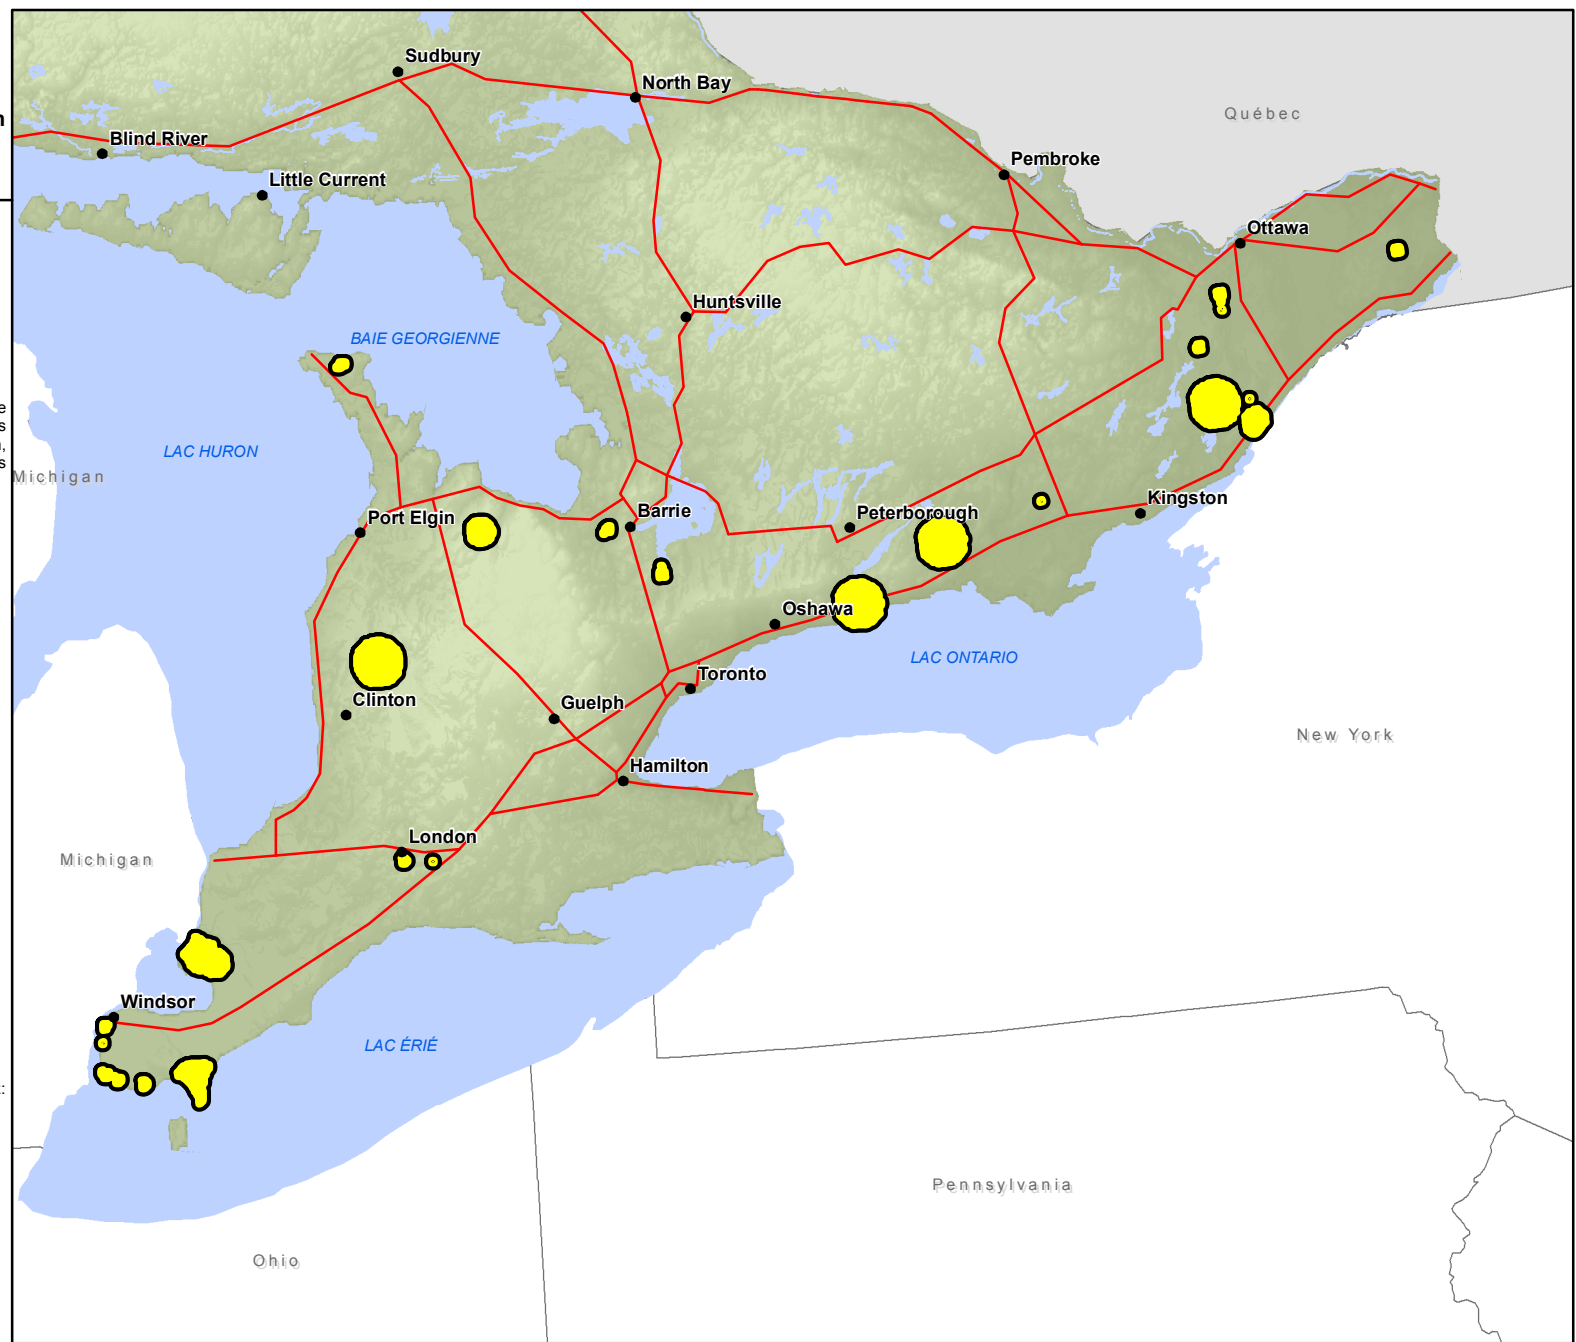 Sudbury
North Bay
Québec
n
Blind River
Pembroke
Little Current
Ottawa
Huntsville
BAIE GEORGIENNE
e
s
LAC HURON
,
s
Michigan
Port Elgin
Barrie
Peterborough
Kingston
Oshawa
LAC ONTARIO
Toronto
Clinton
Guelph
New York
Hamilton
London
Michigan
Windsor
LAC ÉRIÉ
:
Pennsylvania
Ohio